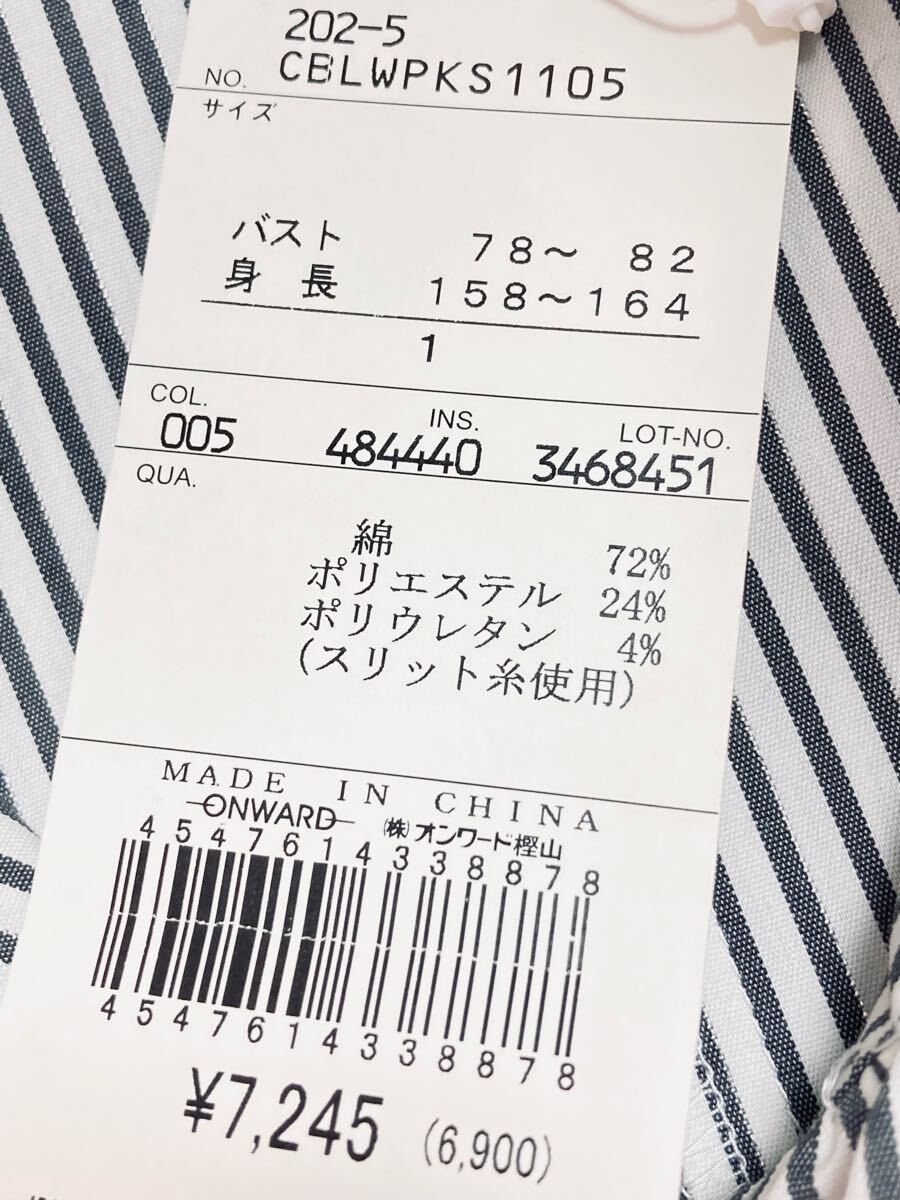 202-5
NO. CBLWPKS1105
サイズ
バスト 78〜 82
身 長 158〜164
1
COL. INS. LOT-NO.
005 484440 3468451
QUA.
綿 72%
ポリエステル 24%
ポリウレタン 4%
(スリット糸使用)
MADE IN CHINA
ONWARD (株)オンワード樫山
4547614338878
4547614338878
¥7,245 (6,900)